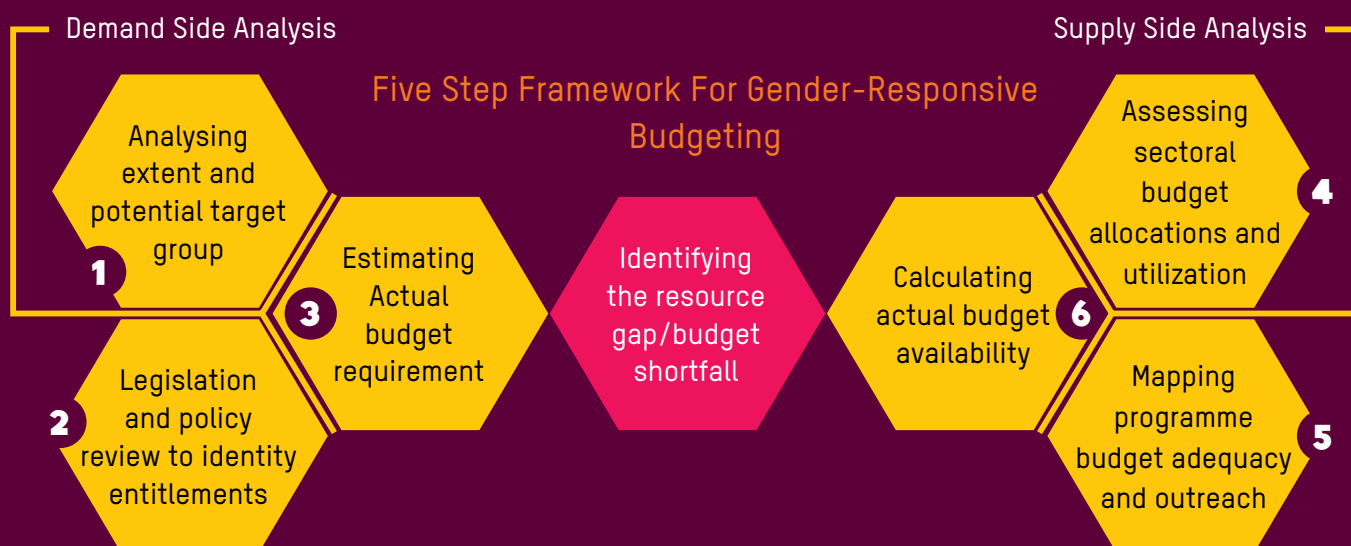 Demand Side Analysis
Supply Side Analysis
Five Step Framework For Gender-Responsive
Budgeting
Analysing
extent and
potential target
group
1
2
Legislation
and policy
review to identity
entitlements
3
Estimating
Actual
budget
requirement
Identifying
the resource
gap/budget
shortfall
Calculating
actual budget
availability
6
Assessing
sectoral
budget
allocations and
utilization
4
Mapping
programme
budget adequacy
and outreach
5